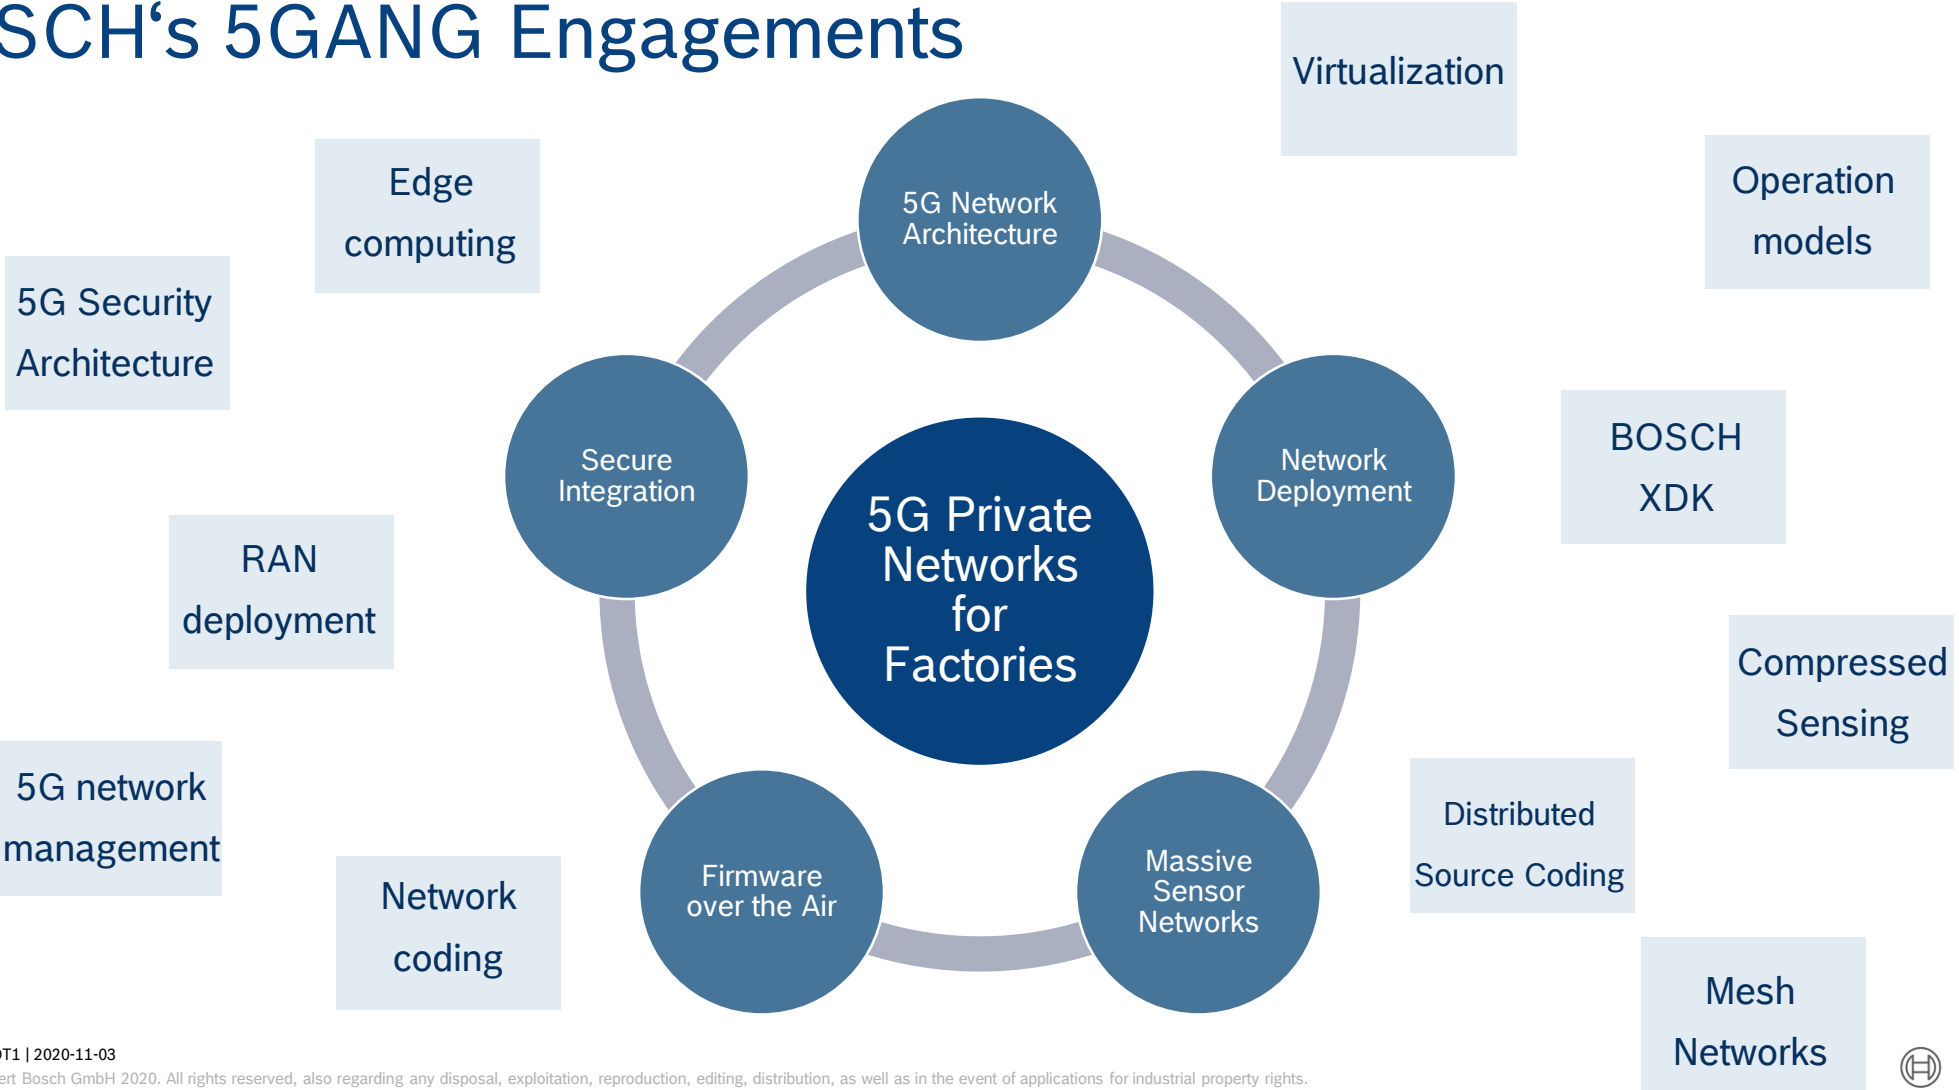 SCH‘s 5GANG Engagements
Virtualization
Edge
computing
5G Network
Architecture
Operation
models
5G Security
Architecture
Secure
Integration
Network
Deployment
BOSCH
XDK
5G Private
Networks
for
Factories
RAN
deployment
Compressed
Sensing
5G network
management
Distributed
Source Coding
Network
coding
Firmware
over the Air
Massive
Sensor
Networks
Mesh
Networks
OT1 | 2020-11-03
ert Bosch GmbH 2020. All rights reserved, also regarding any disposal, exploitation, reproduction, editing, distribution, as well as in the event of applications for industrial property rights.